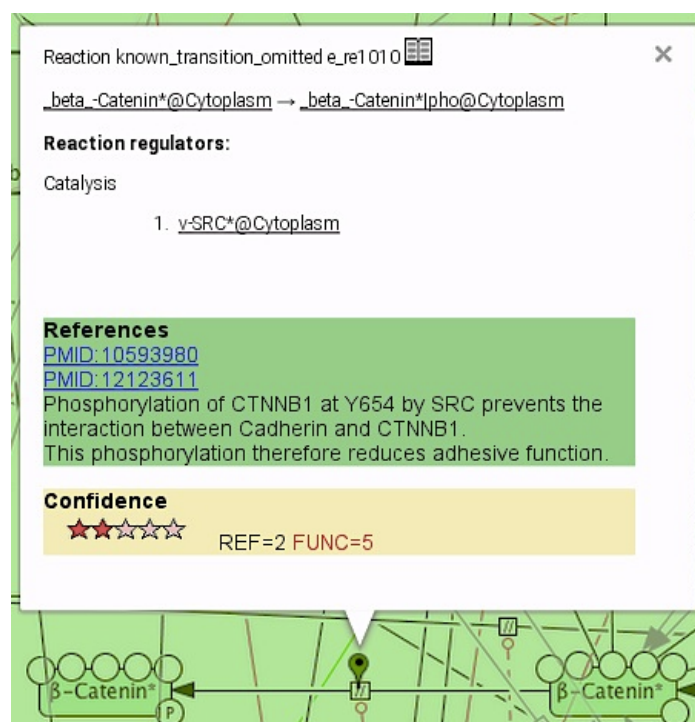 Reaction known_transition_omitted e_re1010
×
_beta_-Catenin*@Cytoplasm → _beta_-Catenin*|pho@Cytoplasm
Reaction regulators:
b
Catalysis
1. v-SRC*@Cytoplasm
References
PMID:10593980
PMID:12123611
Phosphorylation of CTNNB1 at Y654 by SRC prevents the
interaction between Cadherin and CTNNB1.
This phosphorylation therefore reduces adhesive function.
Confidence
REF=2 FUNC=5
//
β-Catenin*
//
β-Catenin*
P